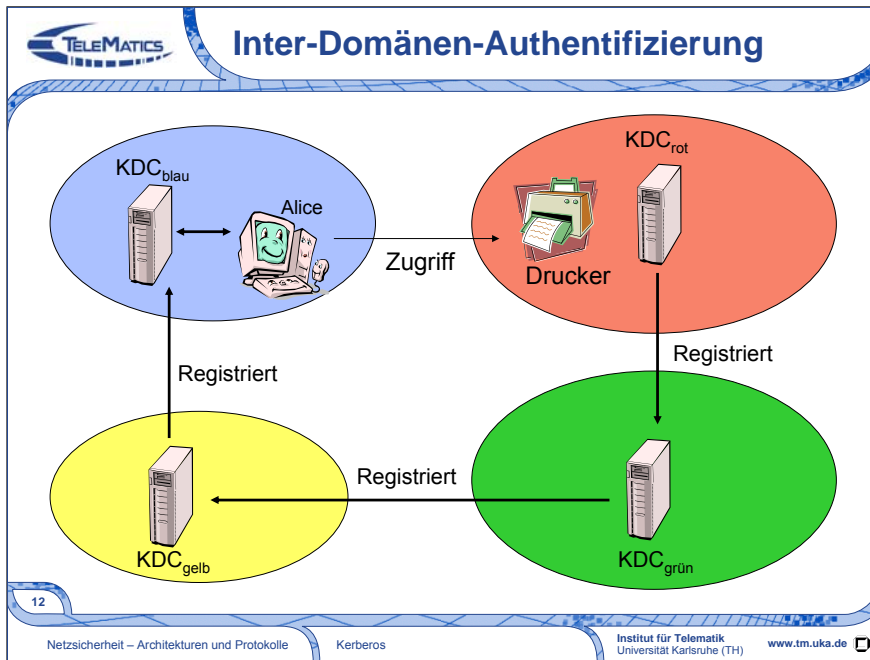 TELEMATICS
Inter-Domänen-Authentifizierung
KDCblau
Alice
KDCrot
Zugriff
Drucker
Registriert
Registriert
Registriert
KDCgelb
KDCgrün
12
Netzsicherheit – Architekturen und Protokolle
Kerberos
Institut für Telematik
Universität Karlsruhe (TH)
www.tm.uka.de